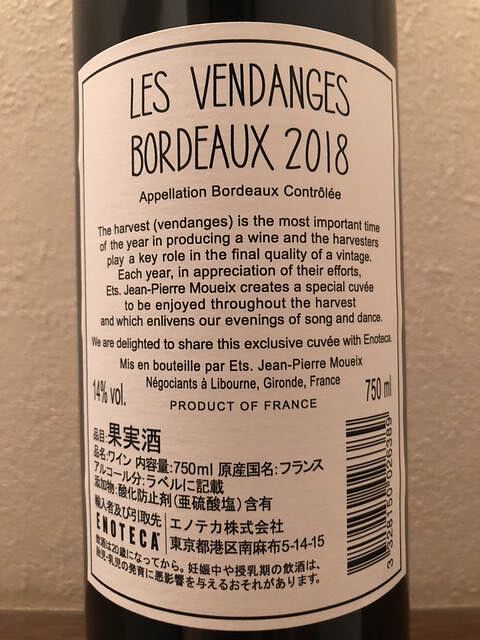 LES VENDANGES
BORDEAUX 2018
Appellation Bordeaux Contrôlée
The harvest (vendanges) is the most important time
of the year in producing a wine and the harvesters
play a key role in the final quality of a vintage.
Each year, in appreciation of their efforts,
Ets. Jean-Pierre Moueix creates a special cuvée
to be enjoyed throughout the harvest
and which enlivens our evenings of song and dance.
We are delighted to share this exclusive cuvée with Enoteca.
Mis en bouteille par Ets. Jean-Pierre Moueix
Négociants à Libourne, Gironde, France
14% vol.
750 ml
PRODUCT OF FRANCE
品目:果実酒
品名:ワイン 内容量:750ml 原産国名:フランス
アルコール分:ラベルに記載
添加物:酸化防止剤(亜硫酸塩)含有
輸入者及び引取先
ENOTECA
エノテカ株式会社
東京都港区南麻布5-14-15
飲酒は20歳になってから。妊娠中や授乳期の飲酒は、
胎児・乳児の発育に悪影響を与えるおそれがあります。
3 328150 026389